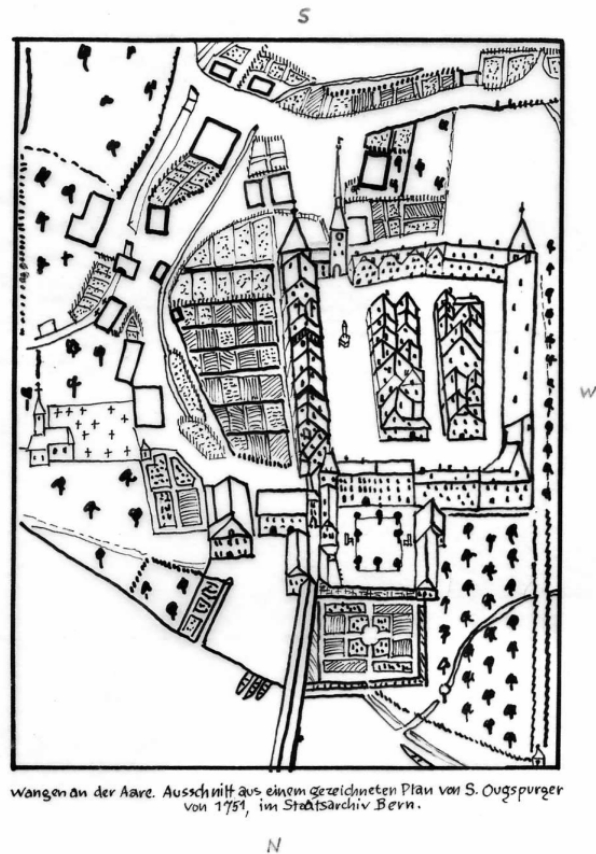 S
W
Wangen an der Aare. Ausschnitt aus einem gezeichneten Plan von S. Ougspurger
von 1751, im Staatsarchiv Bern.
N